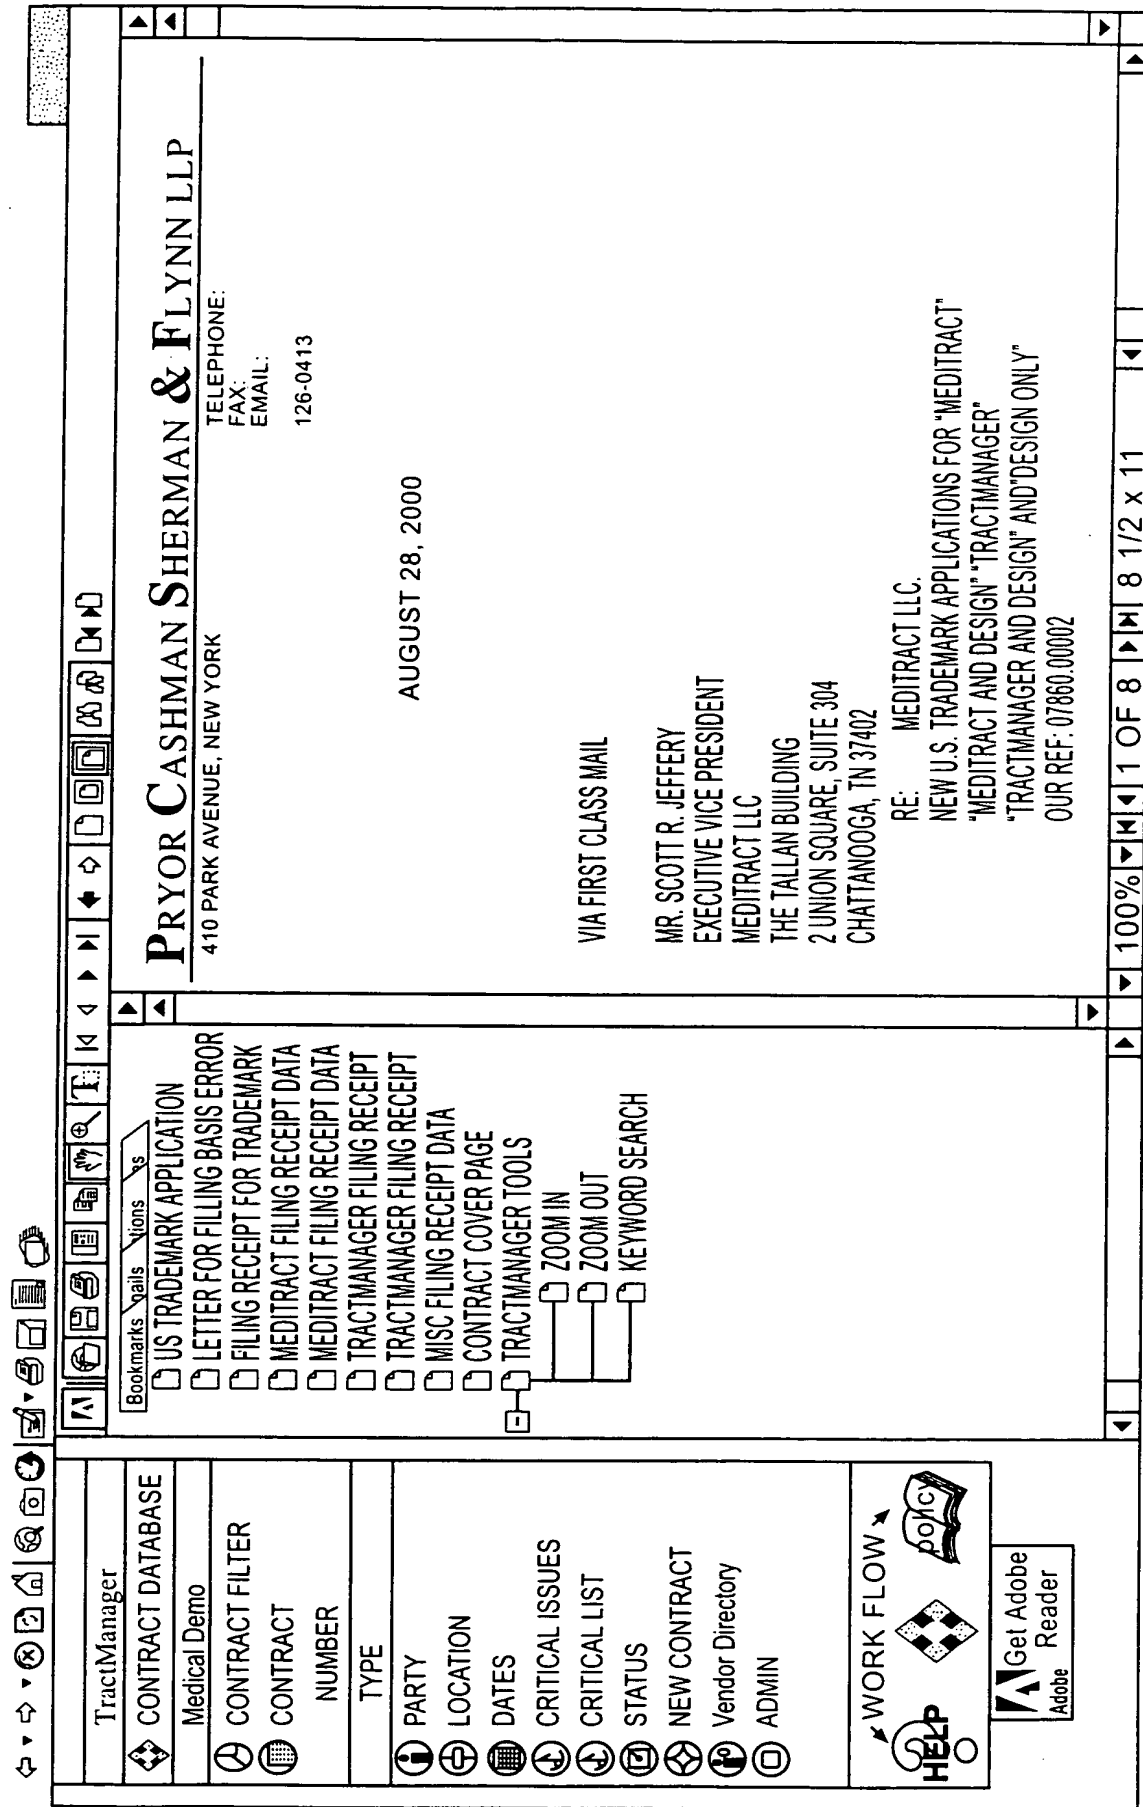 TractManager
CONTRACT DATABASE
Medical Demo
CONTRACT FILTER
CONTRACT
NUMBER
TYPE
PARTY
LOCATION
DATES
CRITICAL ISSUES
CRITICAL LIST
STATUS
NEW CONTRACT
Vendor Directory
ADMIN
WORK FLOW
HELP
policy
Get Adobe
Reader
Adobe
Bookmarks nails tions es
US TRADEMARK APPLICATION
LETTER FOR FILLING BASIS ERROR
FILING RECEIPT FOR TRADEMARK
MEDITRACT FILING RECEIPT DATA
MEDITRACT FILING RECEIPT DATA
TRACTMANAGER FILING RECEIPT
TRACTMANAGER FILING RECEIPT
MISC FILING RECEIPT DATA
CONTRACT COVER PAGE
TRACTMANAGER TOOLS
ZOOM IN
ZOOM OUT
KEYWORD SEARCH
PRYOR CASHMAN SHERMAN & FLYNN LLP
410 PARK AVENUE, NEW YORK
TELEPHONE:
FAX:
EMAIL:
126-0413
AUGUST 28, 2000
VIA FIRST CLASS MAIL
MR. SCOTT R. JEFFERY
EXECUTIVE VICE PRESIDENT
MEDITRACT LLC
THE TALLAN BUILDING
2 UNION SQUARE, SUITE 304
CHATTANOOGA, TN 37402
RE: MEDITRACT LLC.
NEW U.S. TRADEMARK APPLICATIONS FOR "MEDITRACT"
"MEDITRACT AND DESIGN" "TRACTMANAGER"
"TRACTMANAGER AND DESIGN" AND"DESIGN ONLY"
OUR REF: 07860.00002
100% 1 OF 8 8 1/2 x 11